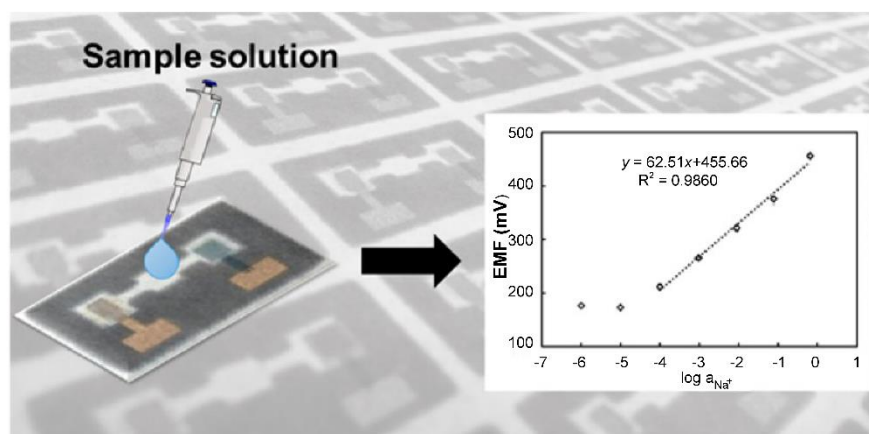 Sample solution
500
400
300
200
100
EMF (mV)
y = 62.51x+455.66
R² = 0.9860
-7 -6 -5 -4 -3 -2 -1 0 1
log a_Na⁺